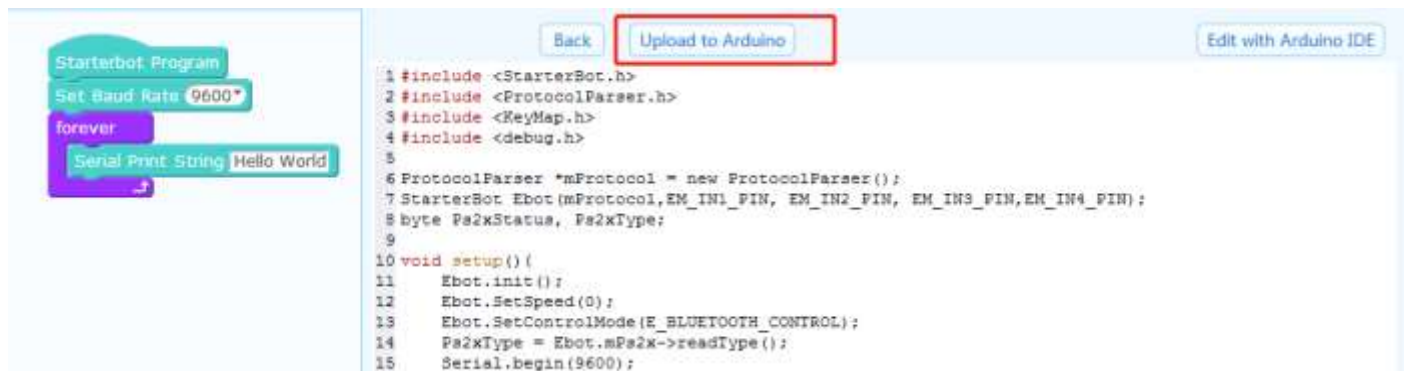 Starterbot Program
Set Baud Rate 9600
forever
Serial Print String Hello World
Back
Upload to Arduino
Edit with Arduino IDE
1 #include <StarterBot.h>
2 #include <ProtocolParser.h>
3 #include <KeyMap.h>
4 #include <debug.h>
5
6 ProtocolParser *mProtocol = new ProtocolParser();
7 StarterBot Ebot(mProtocol,EM_IN1_PIN, EM_IN2_PIN, EM_IN3_PIN,EM_IN4_PIN);
8 byte Ps2xStatus, Ps2xType;
9
10 void setup(){
11 Ebot.init();
12 Ebot.SetSpeed(0);
13 Ebot.SetControlMode(E_BLUETOOTH_CONTROL);
14 Ps2xType = Ebot.mPs2x->readType();
15 Serial.begin(9600);